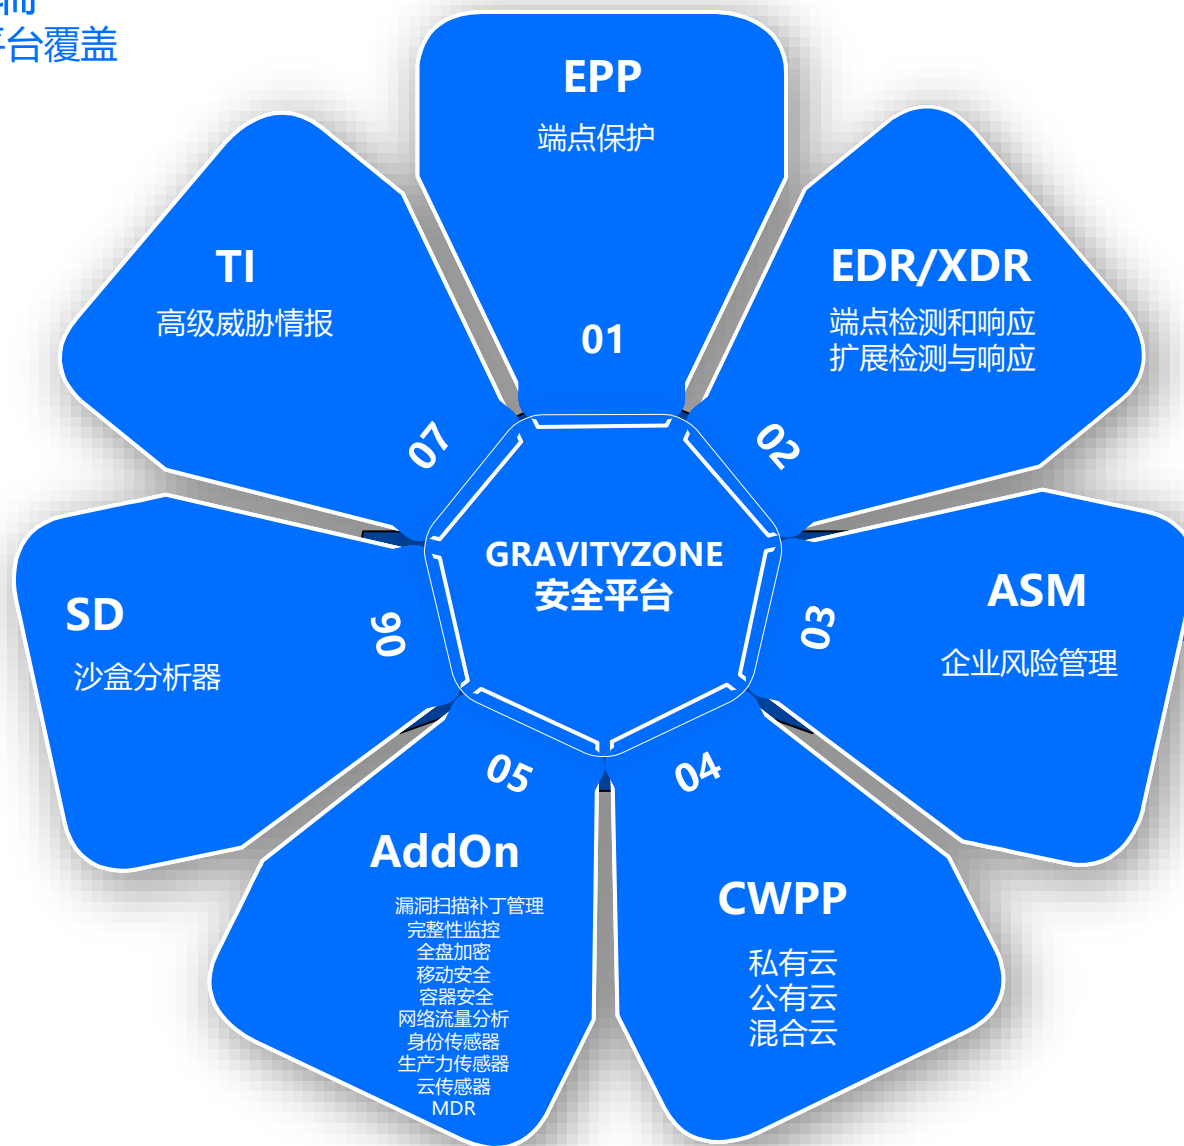 台覆盖
EPP
端点保护
01
EDR/XDR
端点检测和响应
扩展检测与响应
02
ASM
企业风险管理
03
CWPP
私有云
公有云
混合云
04
AddOn
漏洞扫描补丁管理
完整性监控
全盘加密
移动安全
容器安全
网络流量分析
身份传感器
生产力传感器
云传感器
MDR
05
SD
沙盒分析器
06
TI
高级威胁情报
07
GRAVITYZONE
安全平台